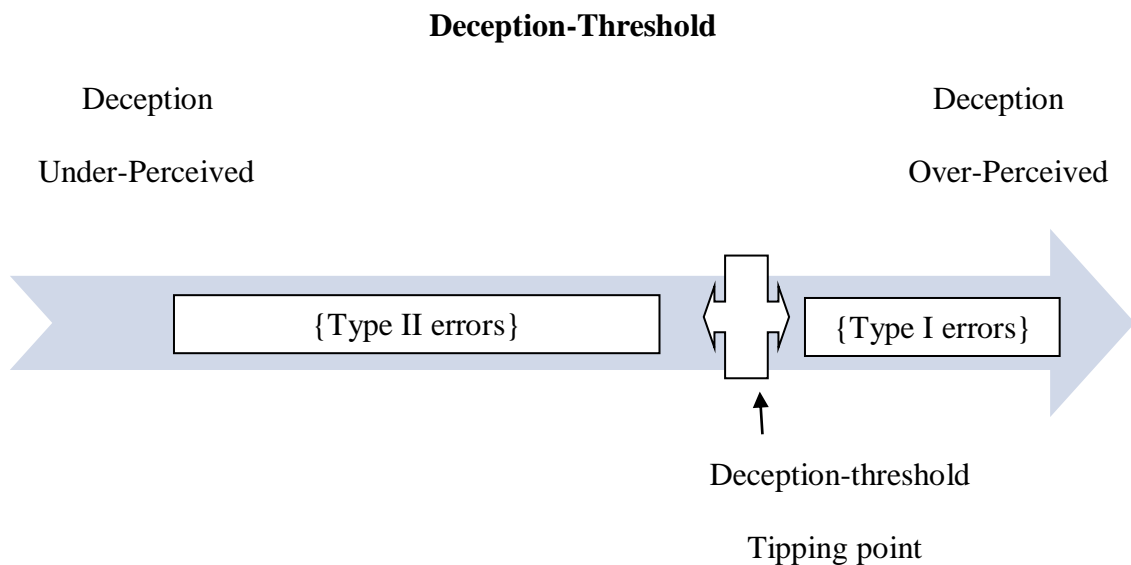 Deception-Threshold
Deception
Under-Perceived
Deception
Over-Perceived
{Type II errors}
{Type I errors}
Deception-threshold
Tipping point